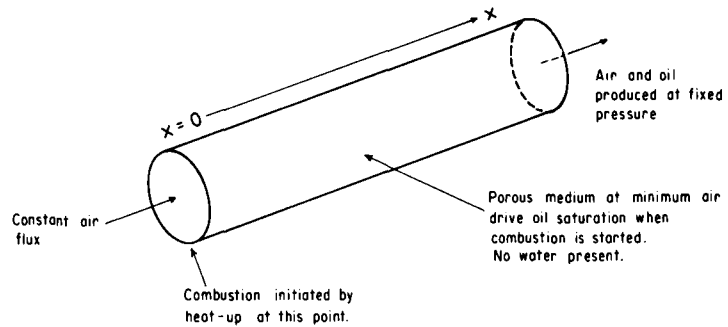 x
x = 0
Air and oil
produced at fixed
pressure
Constant air
flux
Porous medium at minimum air
drive oil saturation when
combustion is started.
No water present.
Combustion initiated by
heat-up at this point.